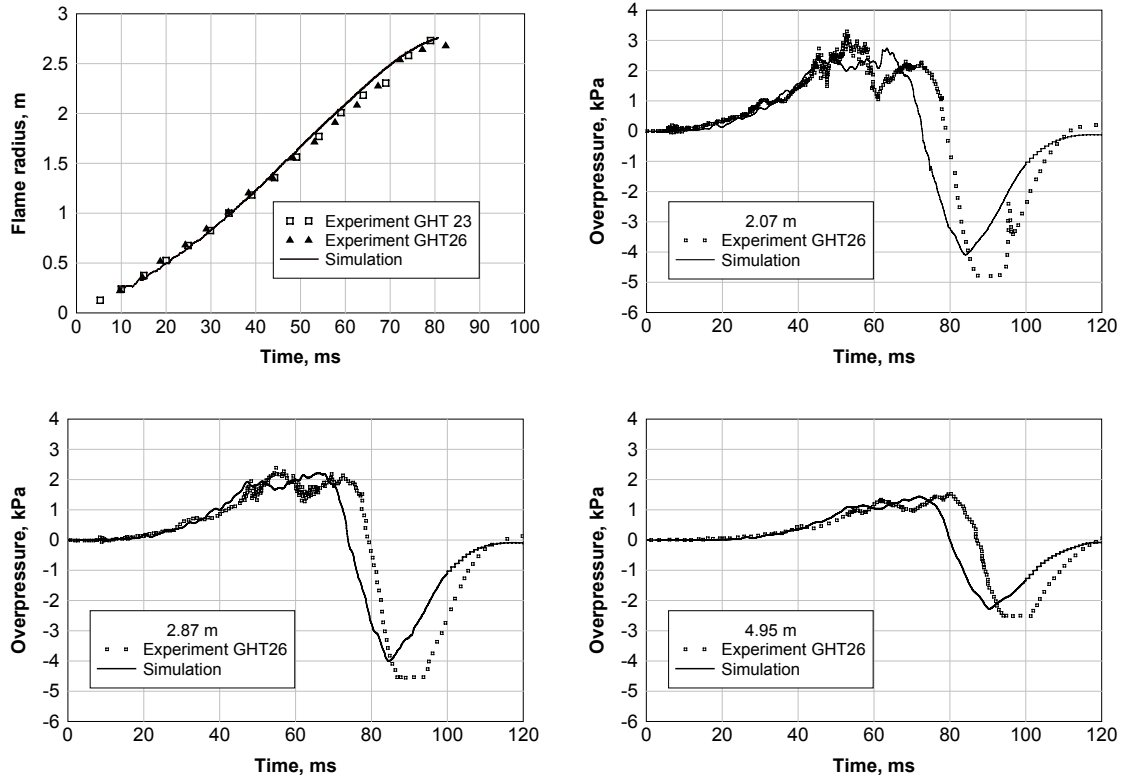 3
2.5
2
1.5
1
0.5
0
Flame radius, m
Experiment GHT 23
Experiment GHT26
Simulation
0 10 20 30 40 50 60 70 80 90 100
Time, ms
4
3
2
1
0
-1
-2
-3
-4
-5
-6
Overpressure, kPa
2.07 m
Experiment GHT26
Simulation
0 20 40 60 80 100 120
Time, ms
4
3
2
1
0
-1
-2
-3
-4
-5
-6
Overpressure, kPa
2.87 m
Experiment GHT26
Simulation
0 20 40 60 80 100 120
Time, ms
4
3
2
1
0
-1
-2
-3
-4
-5
-6
Overpressure, kPa
4.95 m
Experiment GHT26
Simulation
0 20 40 60 80 100 120
Time, ms